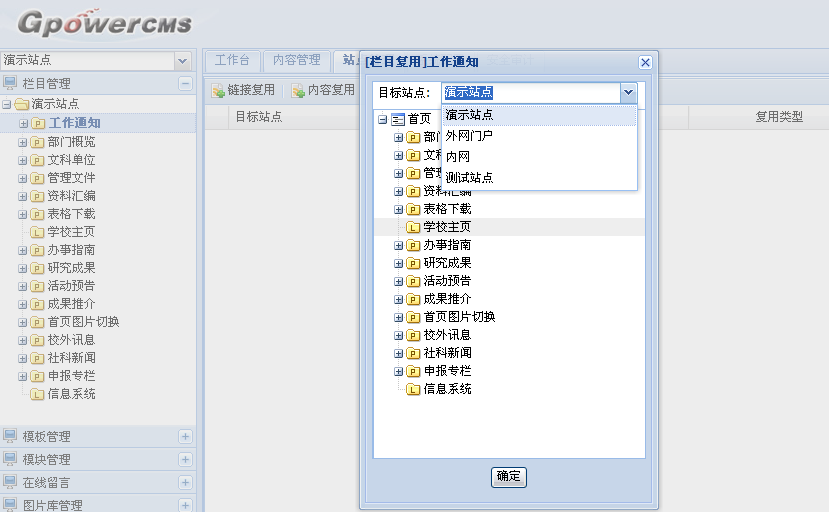 Gpowercms
演示站点
工作台
内容管理
站点
栏目管理
演示站点
工作通知
部门概览
文科单位
管理文件
资料汇编
表格下载
学校主页
办事指南
研究成果
活动预告
成果推介
首页图片切换
校外讯息
社科新闻
申报专栏
信息系统
模板管理
模块管理
在线留言
图片库管理
链接复用
内容复用
目标站点
复用类型
[栏目复用]工作通知
目标站点: 演示站点
演示站点
外网门户
内网
测试站点
首页
部门
文科
管理
资料汇编
表格下载
学校主页
办事指南
研究成果
活动预告
成果推介
首页图片切换
校外讯息
社科新闻
申报专栏
信息系统
确定